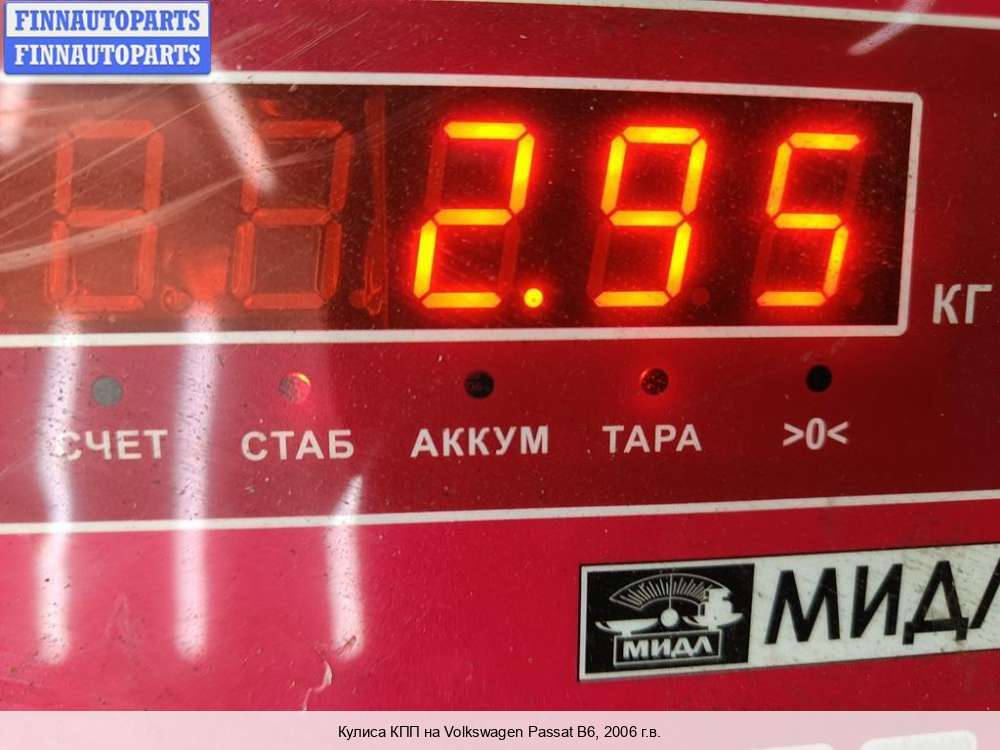 FINNAUTOPARTS
FINNAUTOPARTS
2.95
КГ
СЧЕТ СТАБ АККУМ ТАРА >0<
МИДЛ
МИДЛ
Кулиса КПП на Volkswagen Passat B6, 2006 г.в.